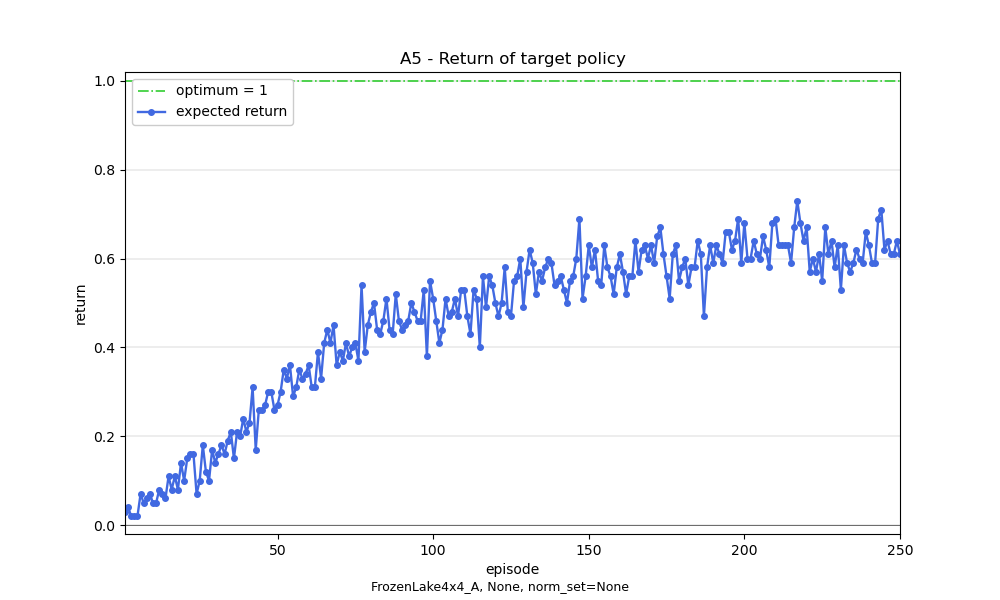 A5 - Return of target policy
1.0
optimum = 1
expected return
0.8
0.6
return
0.4
0.2
0.0
50
100
150
200
250
episode
FrozenLake4x4_A, None, norm_set=None